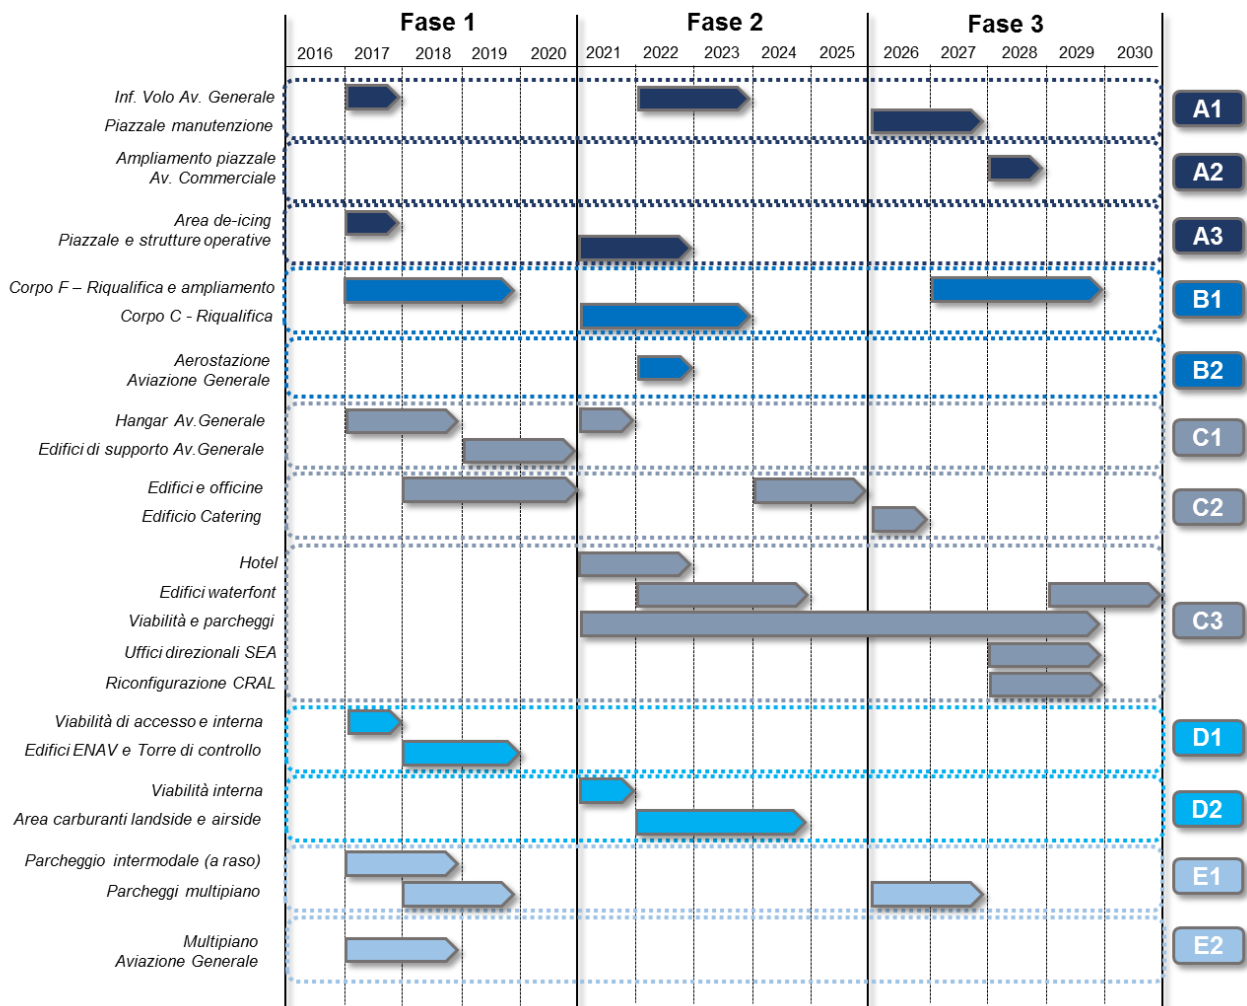 Fase 1 Fase 2 Fase 3
2016 2017 2018 2019 2020 2021 2022 2023 2024 2025 2026 2027 2028 2029 2030
Inf. Volo Av. Generale
Piazzale manutenzione
A1
Ampliamento piazzale
Av. Commerciale
A2
Area de-icing
Piazzale e strutture operative
A3
Corpo F – Riqualifica e ampliamento
Corpo C - Riqualifica
B1
Aerostazione
Aviazione Generale
B2
Hangar Av.Generale
Edifici di supporto Av.Generale
C1
Edifici e officine
Edificio Catering
C2
Hotel
Edifici waterfont
Viabilità e parcheggi
Uffici direzionali SEA
Riconfigurazione CRAL
C3
Viabilità di accesso e interna
Edifici ENAV e Torre di controllo
D1
Viabilità interna
Area carburanti landside e airside
D2
Parcheggio intermodale (a raso)
Parcheggi multipiano
E1
Multipiano
Aviazione Generale
E2